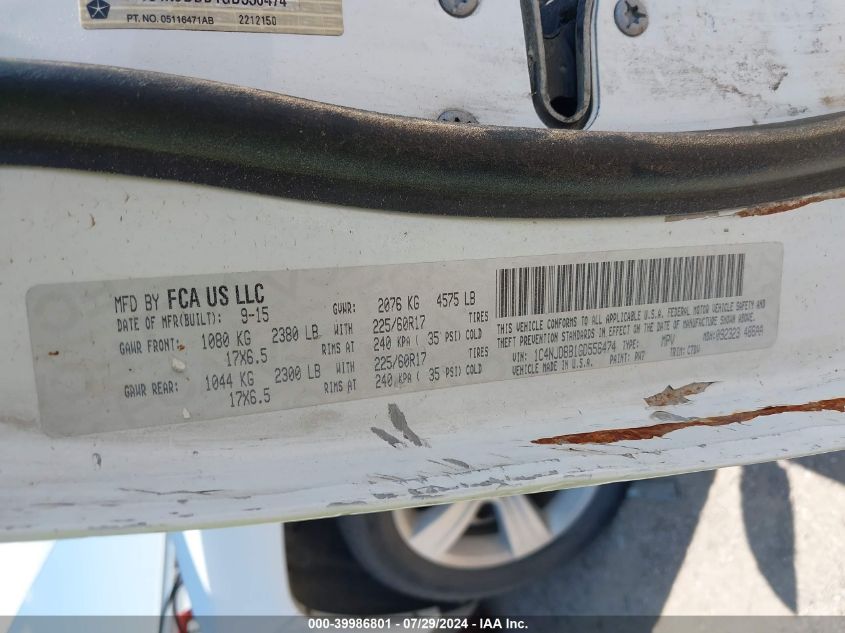 PT. NO. 05116471AB 2212150
MFD BY FCA US LLC
DATE OF MFR(BUILT): 9-15 GVWR: 2076 KG 4575 LB
GAWR FRONT: 1080 KG 2380 LB WITH 225/60R17 TIRES
17X6.5 RIMS AT 240 KPA ( 35 PSI) COLD
GAWR REAR: 1044 KG 2300 LB WITH 225/60R17 TIRES
17X6.5 RIMS AT 240 KPA ( 35 PSI) COLD
THIS VEHICLE CONFORMS TO ALL APPLICABLE U.S.A. FEDERAL MOTOR VEHICLE SAFETY AND
THEFT PREVENTION STANDARDS IN EFFECT ON THE DATE OF MANUFACTURE SHOWN ABOVE.
VIN: 1C4NJDBB1GD556474 TYPE: MPV MDH: 092323
VEHICLE MADE IN U.S.A. PAINT: PW7 TRIM:
000-39986801 / 07/29/2024 - IAA Inc.